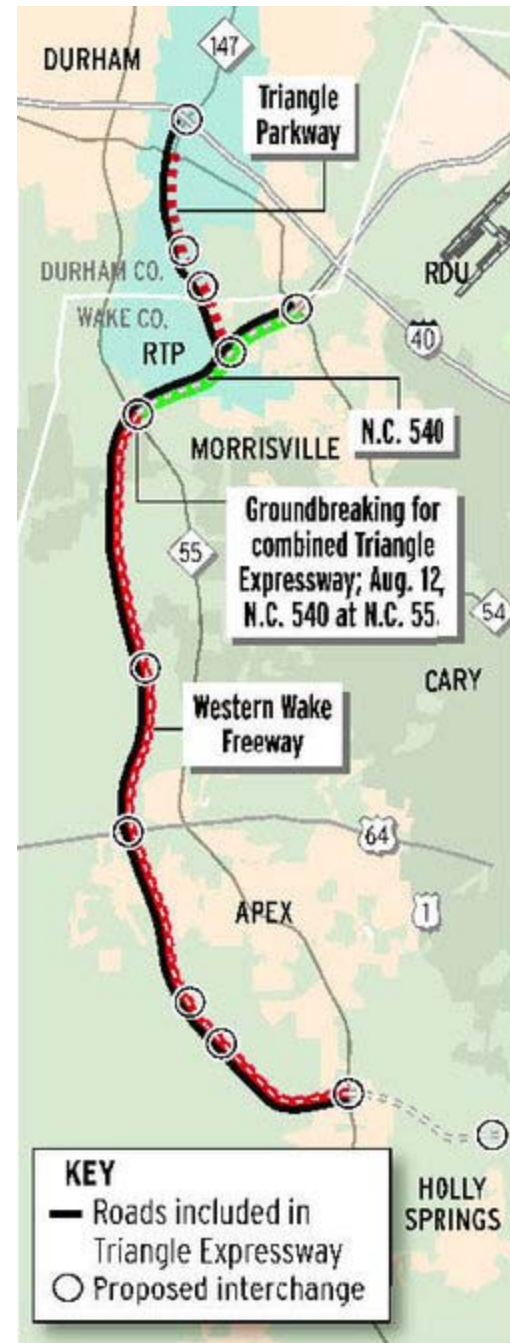 147
DURHAM
Triangle
Parkway
DURHAM CO.
WAKE CO.
RDU
40
RTP
N.C. 540
MORRISVILLE
Groundbreaking for
combined Triangle
Expressway; Aug. 12,
N.C. 540 at N.C. 55.
55
54
CARY
Western Wake
Freeway
64
APEX
1
HOLLY
SPRINGS
KEY
Roads included in
Triangle Expressway
Proposed interchange